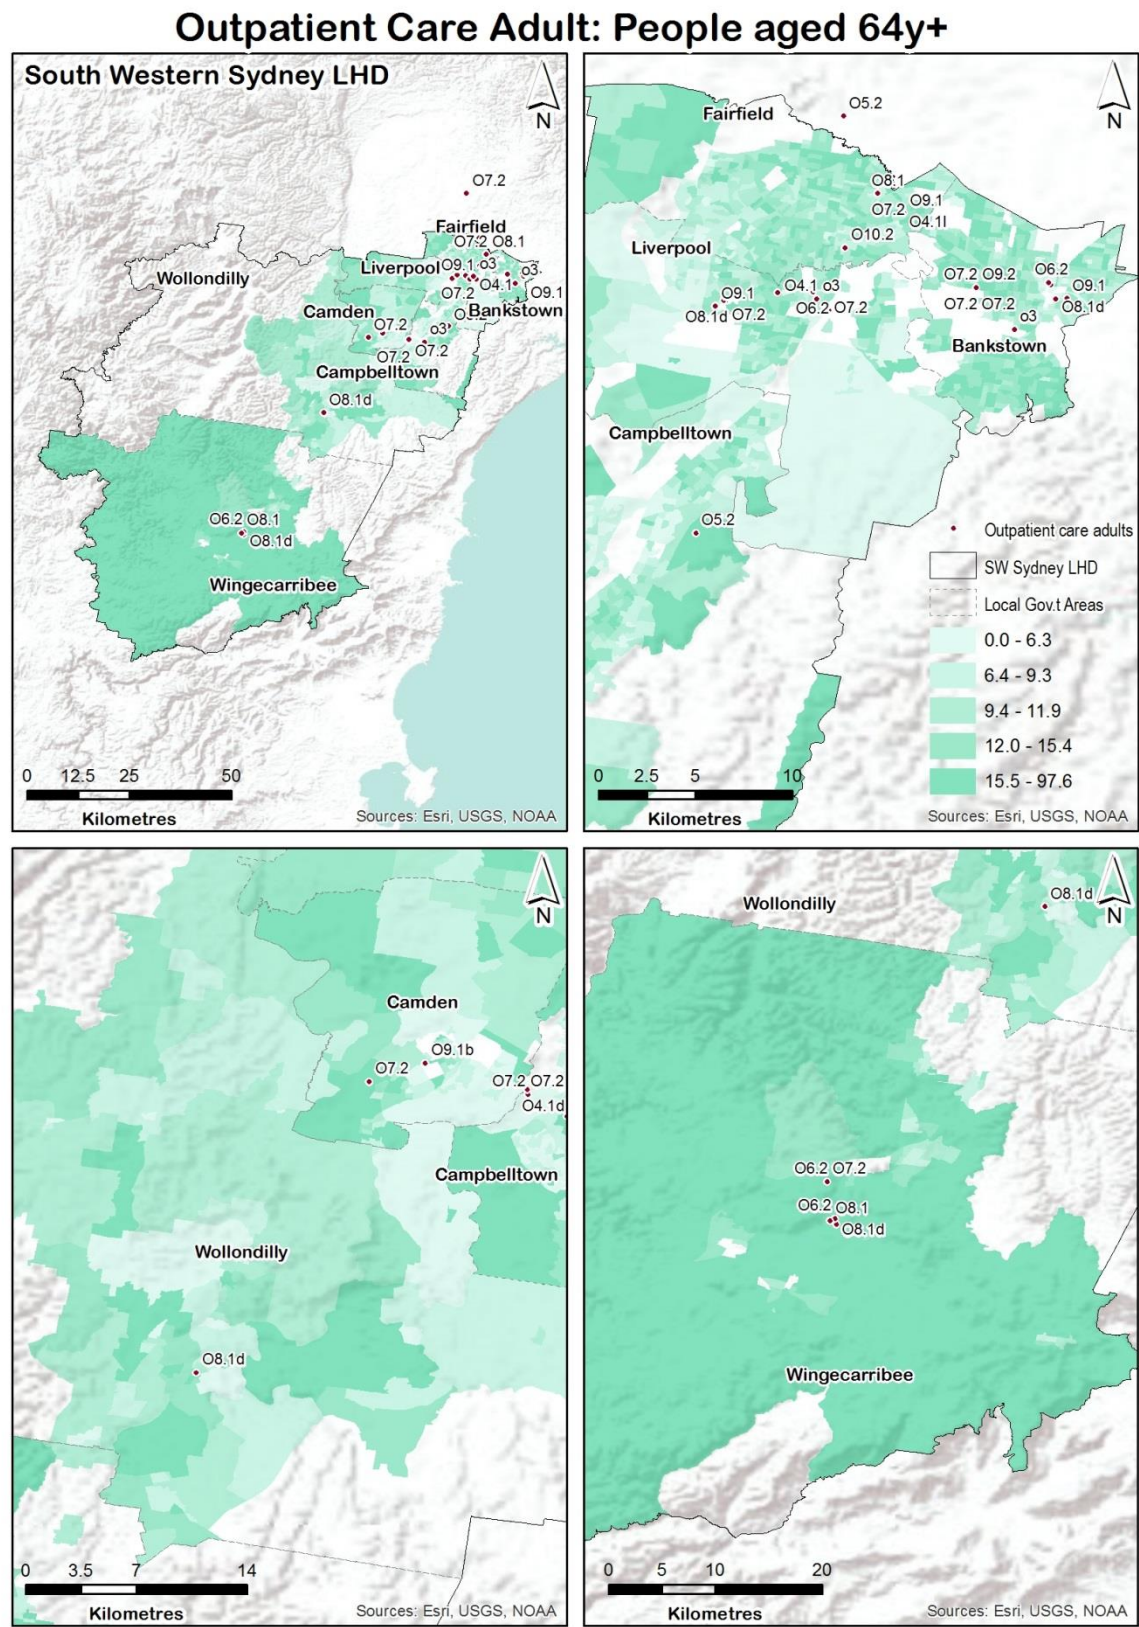 Outpatient Care Adult: People aged 64y+
South Western Sydney LHD
N
O7.2
Fairfield
O7.2 O8.1
Wollondilly
Liverpool
O9.1 o3
o3
O4.1
O9.1
O7.2
Camden
Bankstown
O7.2
o3
O7.2 O7.2
Campbelltown
O8.1d
O6.2 O8.1
O8.1d
Wingecarribee
0 12.5 25 50
Kilometres
Sources: Esri, USGS, NOAA
N
O5.2
Fairfield
O8.1
O9.1
O7.2
O4.1l
O10.2
Liverpool
O7.2 O9.2
O6.2
O4.1 o3
O9.1
O9.1
O7.2 O7.2
O8.1d
O6.2 O7.2
O8.1d O7.2
o3
Bankstown
Campbelltown
O5.2
Outpatient care adults
SW Sydney LHD
Local Gov.t Areas
0.0 - 6.3
6.4 - 9.3
9.4 - 11.9
12.0 - 15.4
15.5 - 97.6
0 2.5 5 10
Kilometres
Sources: Esri, USGS, NOAA
N
Camden
O9.1b
O7.2
O7.2 O7.2
O4.1d
Campbelltown
Wollondilly
O8.1d
0 3.5 7 14
Kilometres
Sources: Esri, USGS, NOAA
Wollondilly
O8.1d
N
O6.2 O7.2
O6.2 O8.1
O8.1d
Wingecarribee
0 5 10 20
Kilometres
Sources: Esri, USGS, NOAA